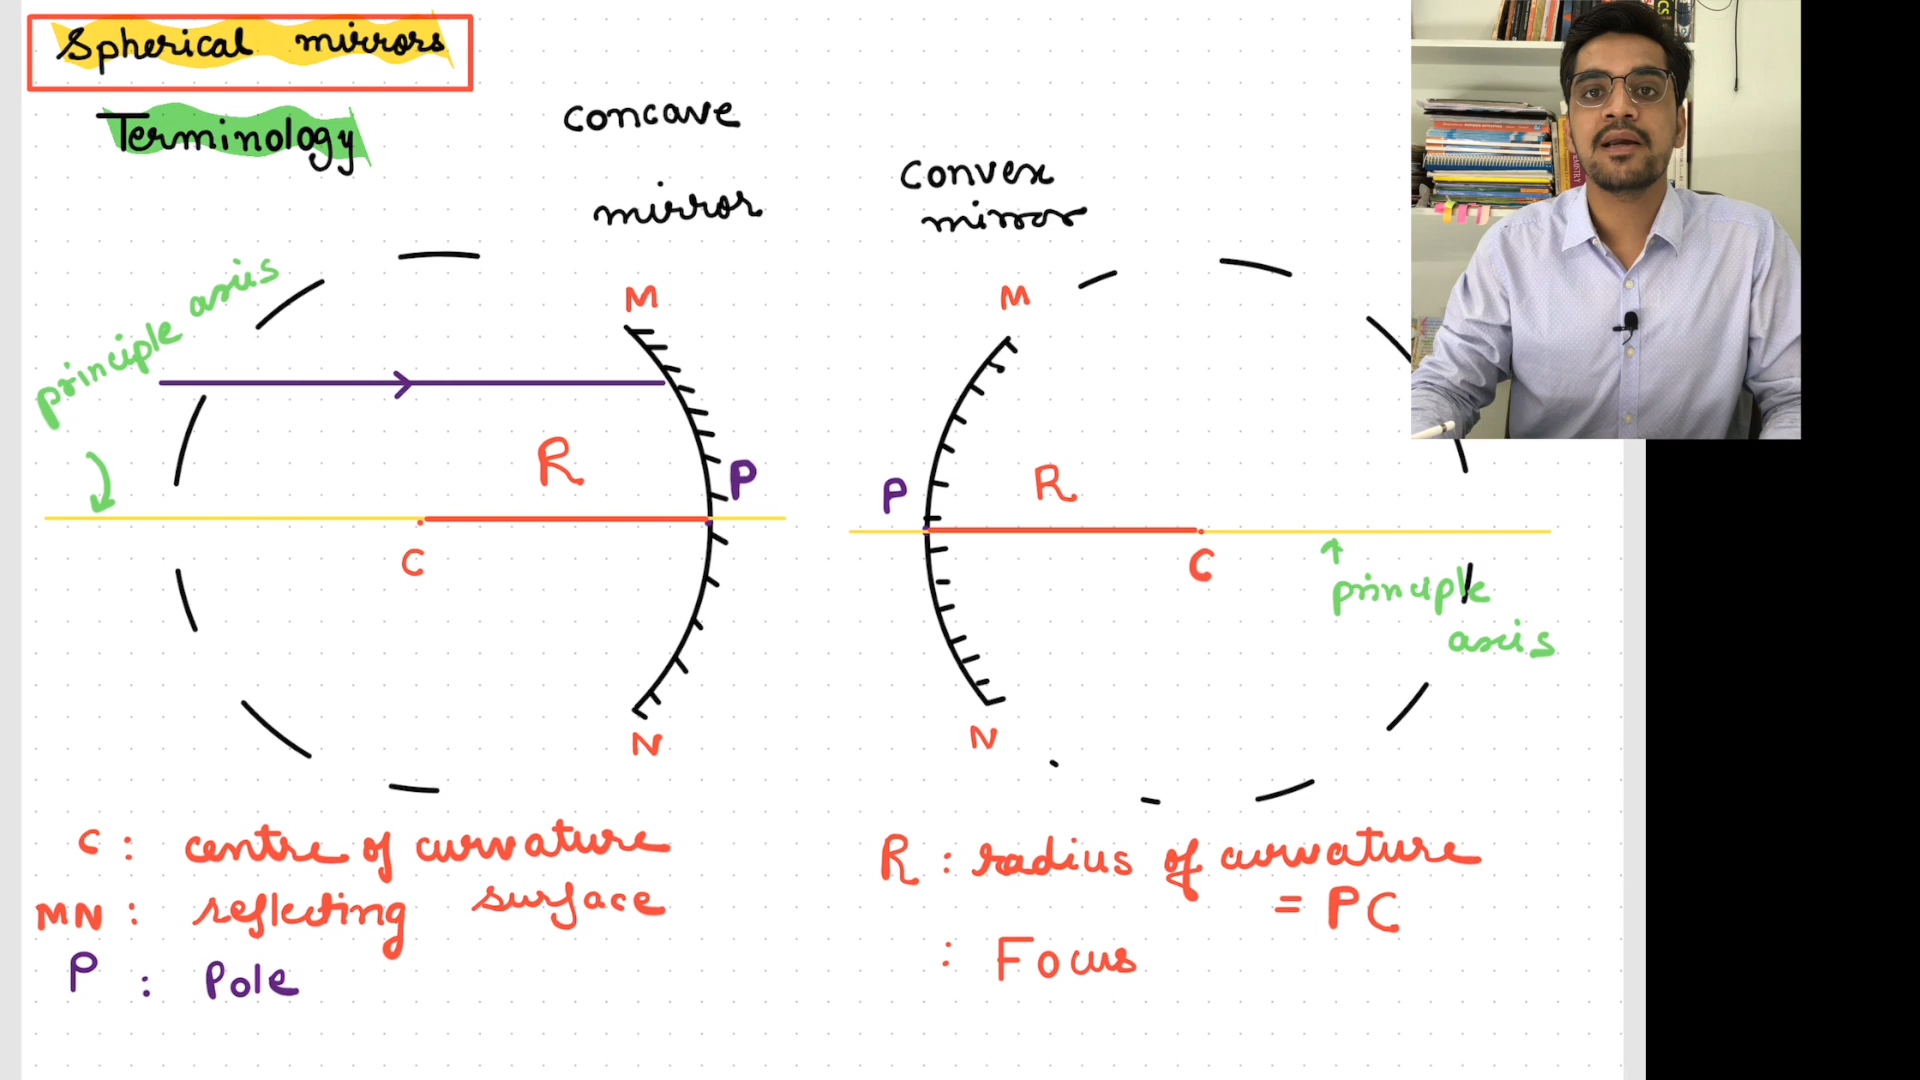 Spherical mirrors
Terminology
concave
mirror
convex
mirror
principle axis
M
M
R
P
P
R
C
C
principle
axis
N
N
C : centre of curvature
MN : reflecting surface
P : Pole
R : radius of curvature
= PC
: Focus